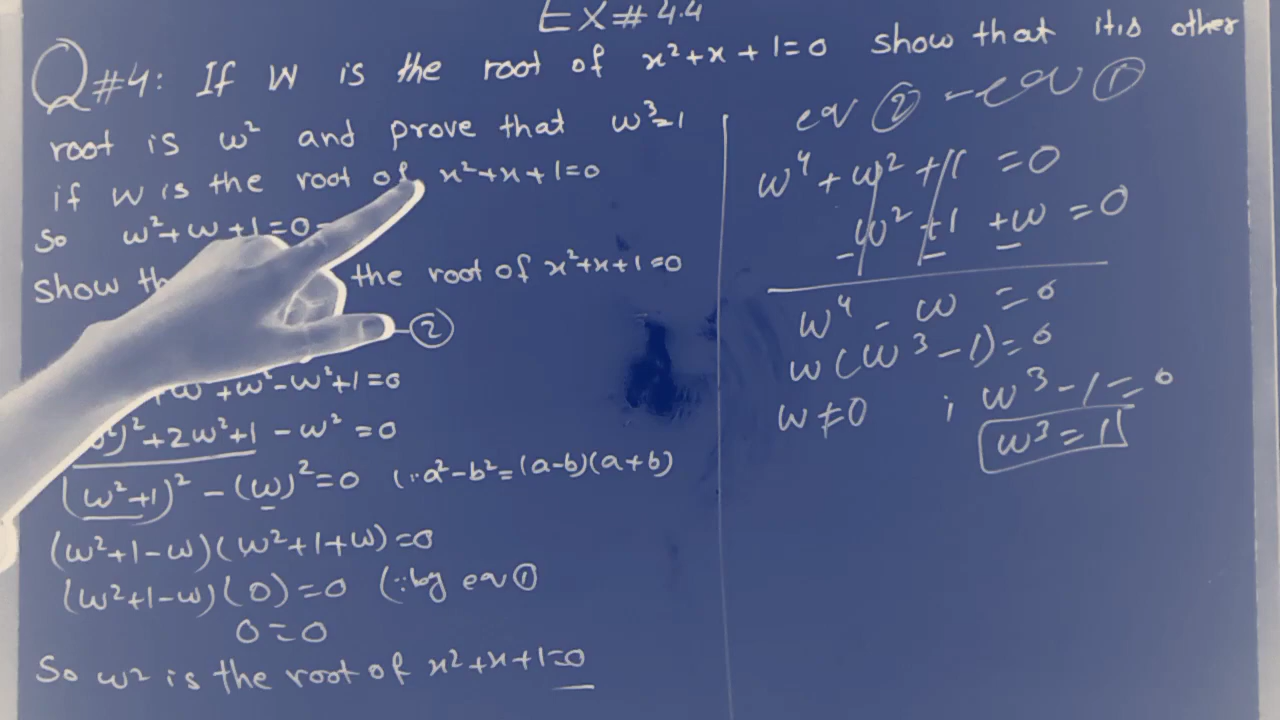 EX#4.4
Q#4: If W is the root of x²+x+1=0 show that it is other
root is w² and prove that w³=1
if W is the root of x²+x+1=0
So w²+w+1=0
show the root of x²+x+1=0
②
+w²-w²+1=0
)²+2w²+1-w²=0
(w²+1)²-(w)²=0 (∵a²-b²=(a-b)(a+b)
(w²+1-w)(w²+1+w)=0
(w²+1-w)(0)=0 (∵by eq①
0=0
So w² is the root of x²+x+1=0
eq ② - eq ①
w⁴+w²+1=0
-w²+1+w=0
w⁴-w=0
w(w³-1)=0
w≠0 ; w³-1=0
w³=1